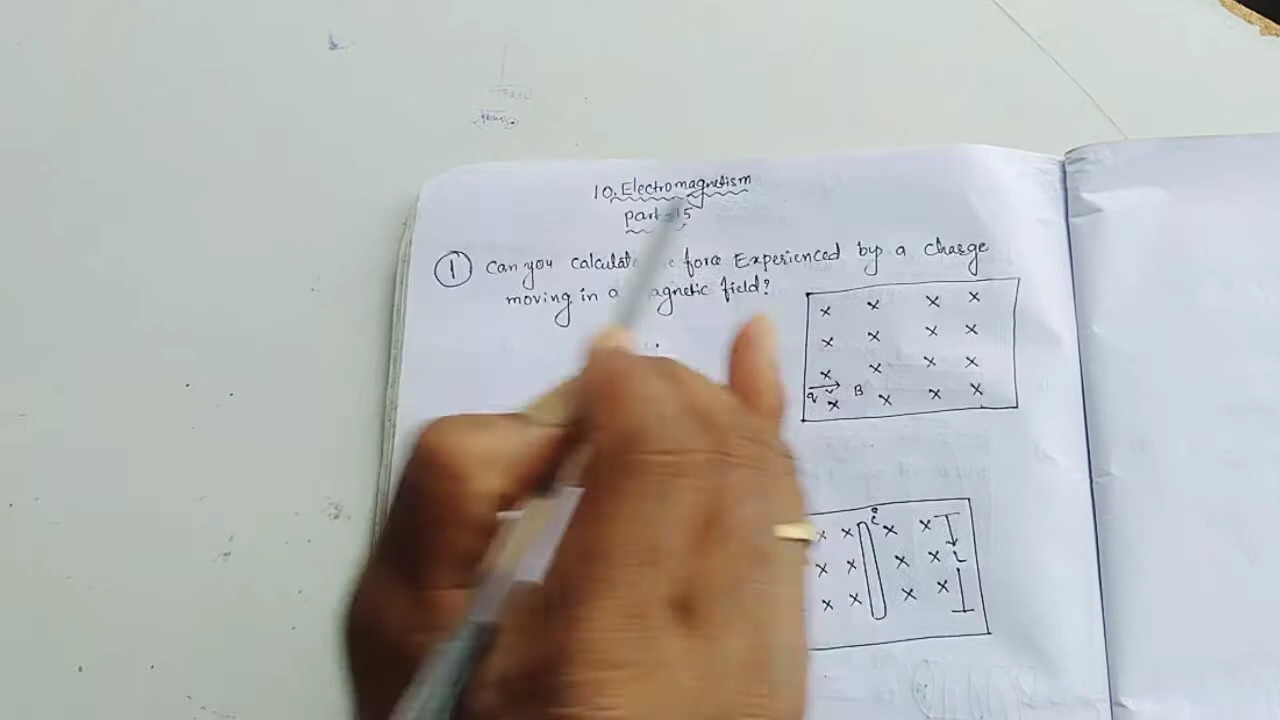 10. Electromagnetism
part - 15
① Can you calculate force Experienced by a charge
moving in a field?
x x x x
x x x x
x x x x
q v B
x x x x
i
x x x x
L
x x x x
x x x x